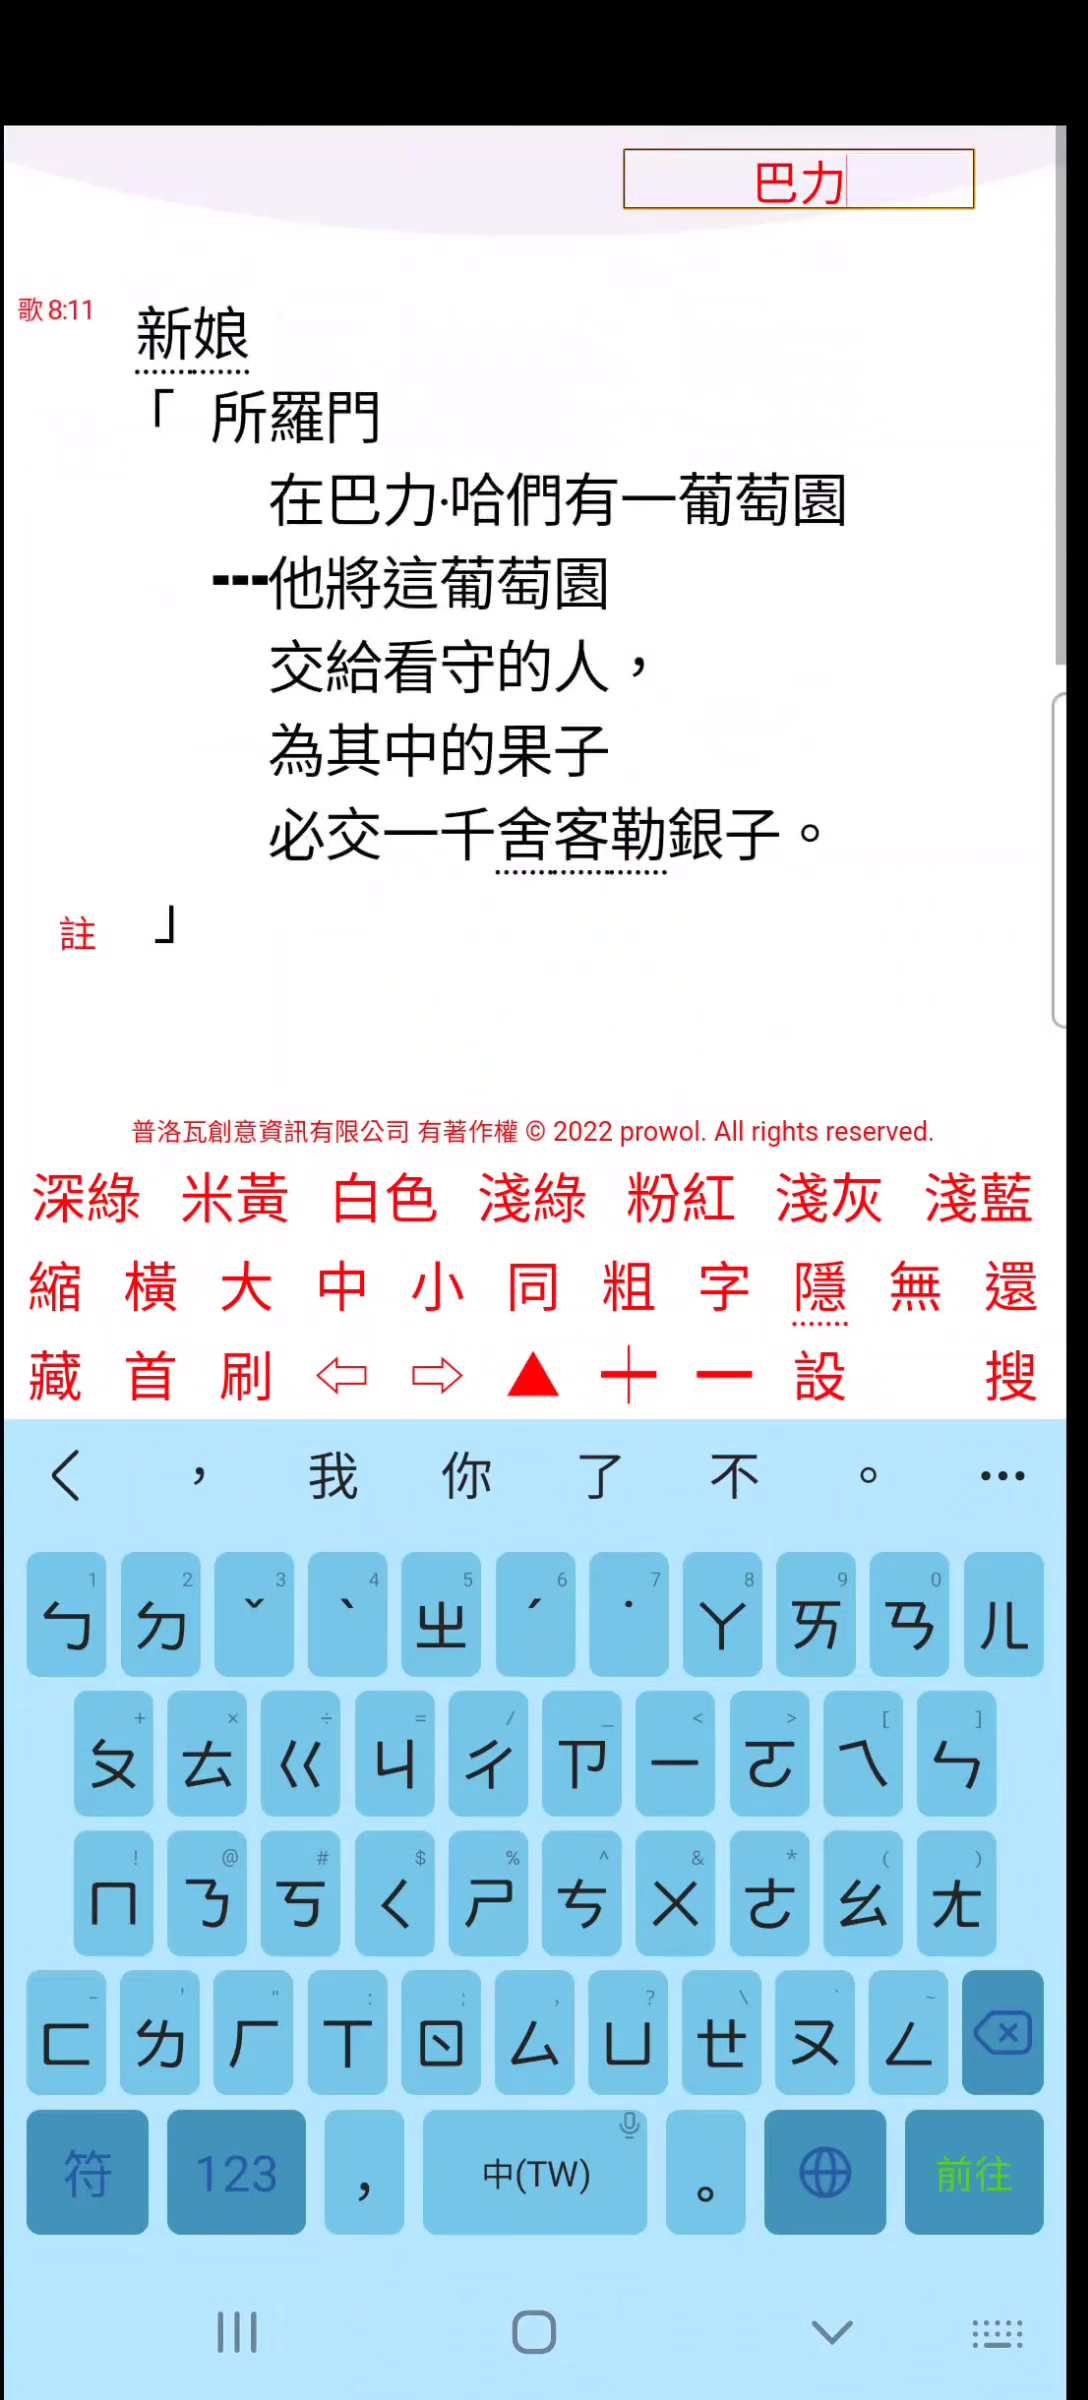 巴力
歌 8:11
新娘
「 所羅門
在巴力·哈們有一葡萄園
---他將這葡萄園
交給看守的人，
為其中的果子
必交一千舍客勒銀子。
註 」
普洛瓦創意資訊有限公司 有著作權 © 2022 prowol. All rights reserved.
深綠 米黃 白色 淺綠 粉紅 淺灰 淺藍
縮 橫 大 中 小 同 粗 字 隱 無 還
藏 首 刷 ⇦ ⇨ ▲ ┼ ─ 設 搜
， 我 你 了 不 。 •••
1 2 3 4 5 6 7 8 9 0
ㄅ ㄉ ˇ ˋ ㄓ ˊ ˙ ㄚ ㄞ ㄢ ㄦ
+ × ÷ = / _ < > [ ]
ㄆ ㄊ ㄍ ㄐ ㄔ ㄗ ㄧ ㄛ ㄟ ㄣ
! @ # $ % ^ & * ( )
ㄇ ㄋ ㄎ ㄑ ㄕ ㄘ ㄨ ㄜ ㄠ ㄤ
- ' " : ; , ? \ ` ~
ㄈ ㄌ ㄏ ㄒ ㄖ ㄙ ㄩ ㄝ ㄡ ㄥ
符 123 ， 中(TW) 。 前往